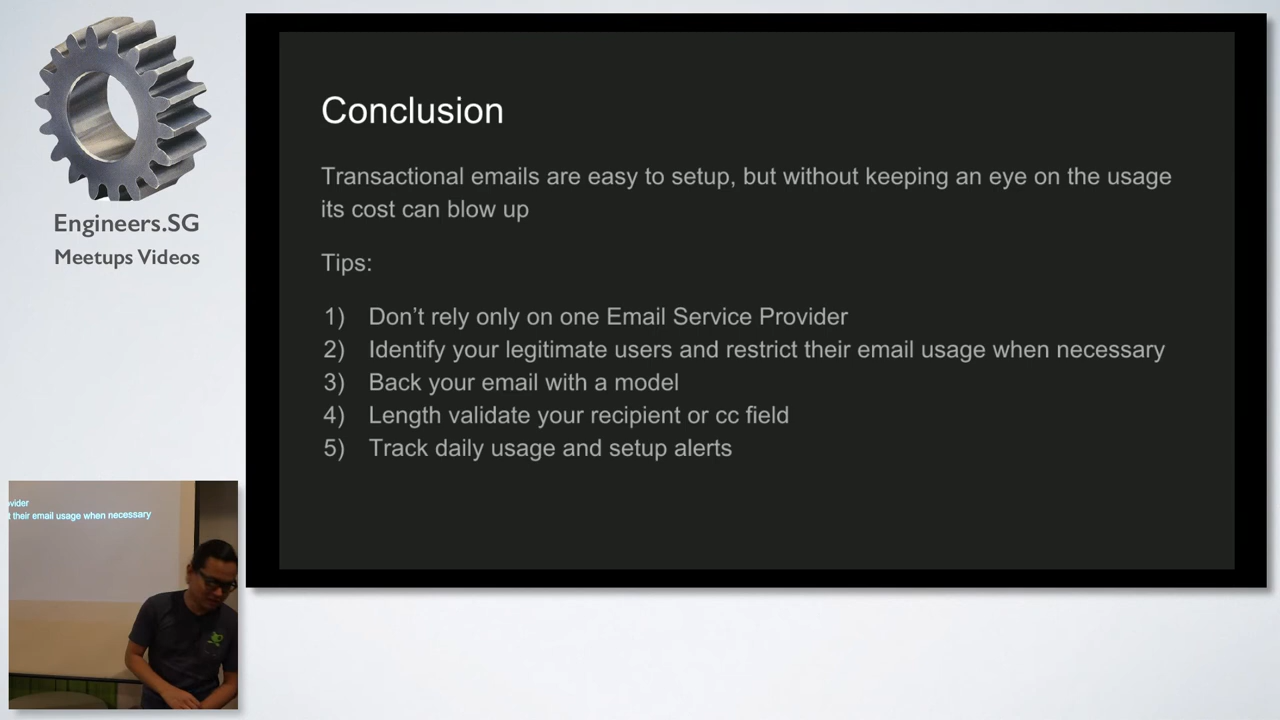 Engineers.SG
Meetups Videos
Conclusion
Transactional emails are easy to setup, but without keeping an eye on the usage
its cost can blow up
Tips:
1) Don’t rely only on one Email Service Provider
2) Identify your legitimate users and restrict their email usage when necessary
3) Back your email with a model
4) Length validate your recipient or cc field
5) Track daily usage and setup alerts
vider
t their email usage when necessary